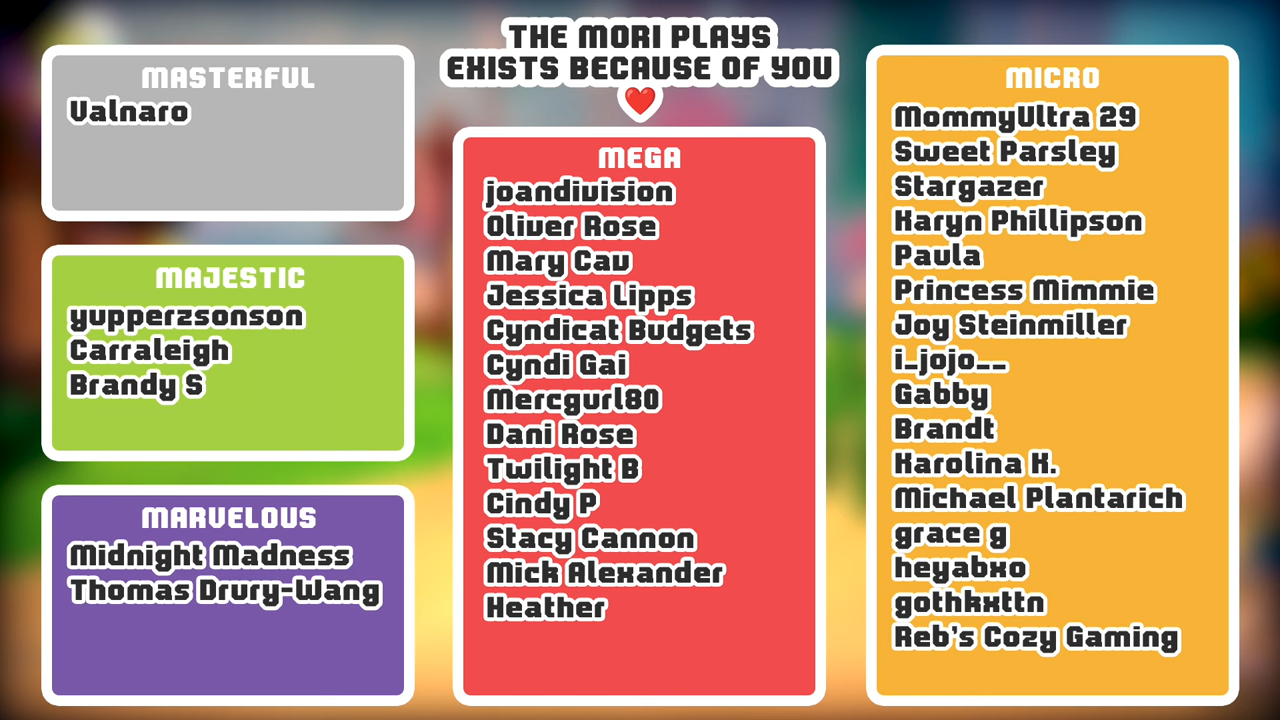 THE MORI PLAYS
EXISTS BECAUSE OF YOU
❤️
MASTERFUL
Valnaro
MAJESTIC
yupperzsonson
Carraleigh
Brandy S
MARVELOUS
Midnight Madness
Thomas Drury-Wang
MEGA
joandivision
Oliver Rose
Mary Cav
Jessica Lipps
Cyndicat Budgets
Cyndi Gai
Mercgurl80
Dani Rose
Twilight B
Cindy P
Stacy Cannon
Mick Alexander
Heather
MICRO
MommyUltra 29
Sweet Parsley
Stargazer
Karyn Phillipson
Paula
Princess Mimmie
Joy Steinmiller
i_jojo__
Gabby
Brandt
Karolina K.
Michael Plantarich
grace g
heyabxo
gothkxttn
Reb's Cozy Gaming